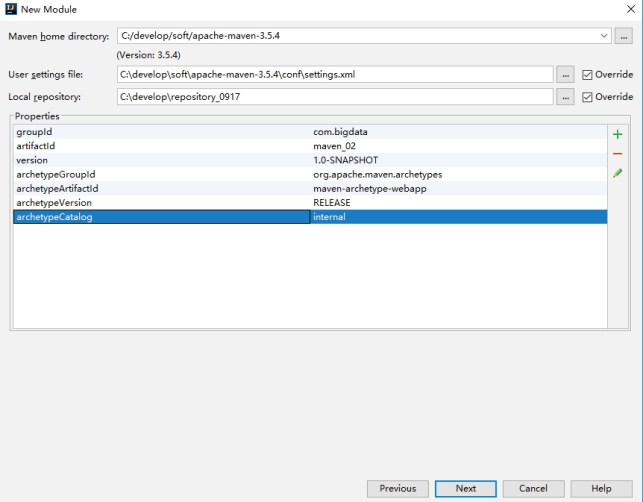 New Module
Maven home directory: C:/develop/soft/apache-maven-3.5.4 ...
(Version: 3.5.4)
User settings file: C:\develop\soft\apache-maven-3.5.4\conf\settings.xml ... Override
Local repository: C:\develop\repository_0917 ... Override
Properties
groupId com.bigdata
artifactId maven_02
version 1.0-SNAPSHOT
archetypeGroupId org.apache.maven.archetypes
archetypeArtifactId maven-archetype-webapp
archetypeVersion RELEASE
archetypeCatalog internal
Previous Next Cancel Help